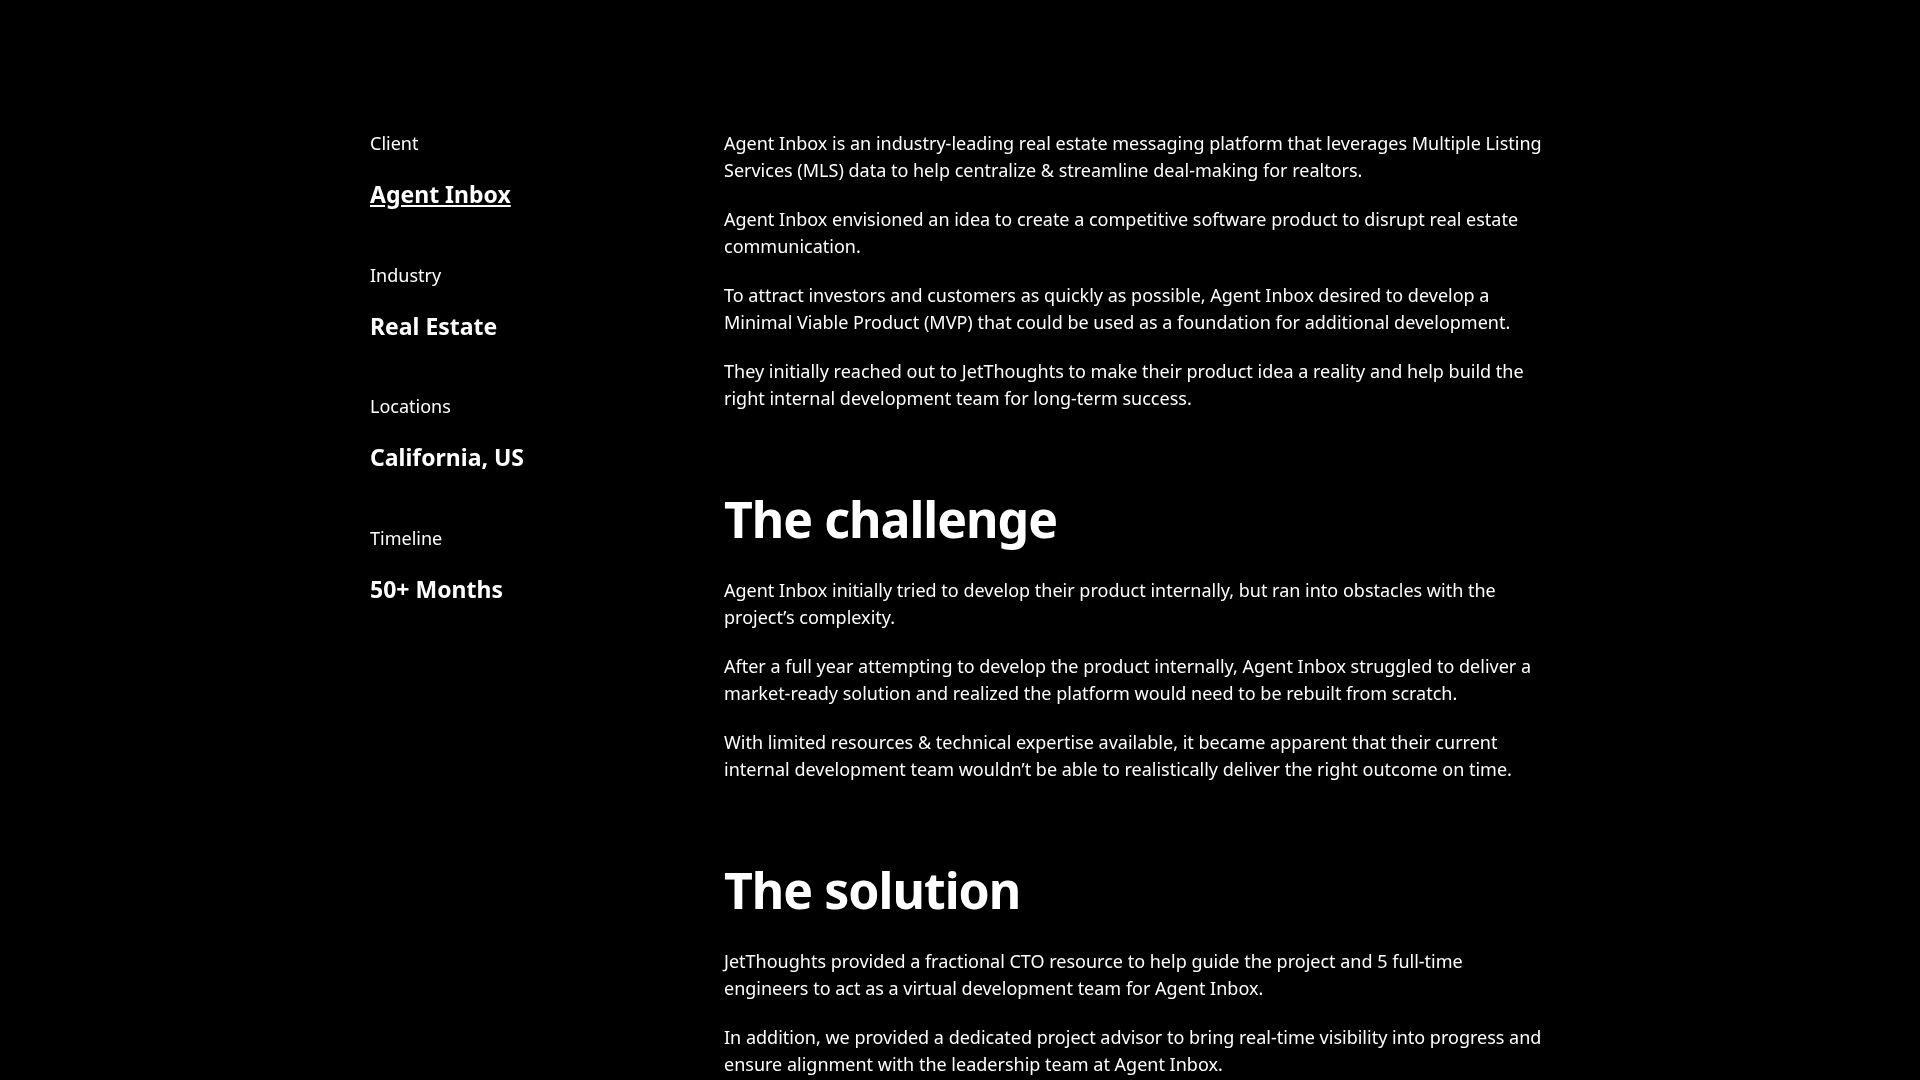 Client
Agent Inbox
Industry
Real Estate
Locations
California, US
Timeline
50+ Months
Agent Inbox is an industry-leading real estate messaging platform that leverages Multiple Listing
Services (MLS) data to help centralize & streamline deal-making for realtors.
Agent Inbox envisioned an idea to create a competitive software product to disrupt real estate
communication.
To attract investors and customers as quickly as possible, Agent Inbox desired to develop a
Minimal Viable Product (MVP) that could be used as a foundation for additional development.
They initially reached out to JetThoughts to make their product idea a reality and help build the
right internal development team for long-term success.
The challenge
Agent Inbox initially tried to develop their product internally, but ran into obstacles with the
project’s complexity.
After a full year attempting to develop the product internally, Agent Inbox struggled to deliver a
market-ready solution and realized the platform would need to be rebuilt from scratch.
With limited resources & technical expertise available, it became apparent that their current
internal development team wouldn’t be able to realistically deliver the right outcome on time.
The solution
JetThoughts provided a fractional CTO resource to help guide the project and 5 full-time
engineers to act as a virtual development team for Agent Inbox.
In addition, we provided a dedicated project advisor to bring real-time visibility into progress and
ensure alignment with the leadership team at Agent Inbox.